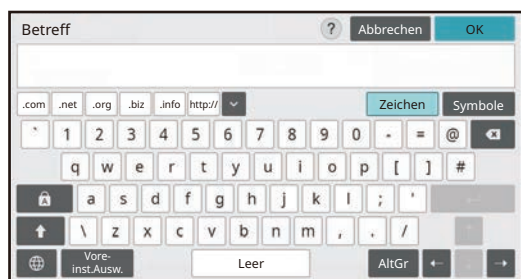 Betreff ? Abbrechen OK
.com .net .org .biz .info http:// Zeichen Symbole
` 1 2 3 4 5 6 7 8 9 0 - = @
q w e r t y u i o p [ ] #
A a s d f g h j k l ; '
\ z x c v b n m , . /
Vore-
inst.Ausw. Leer AltGr